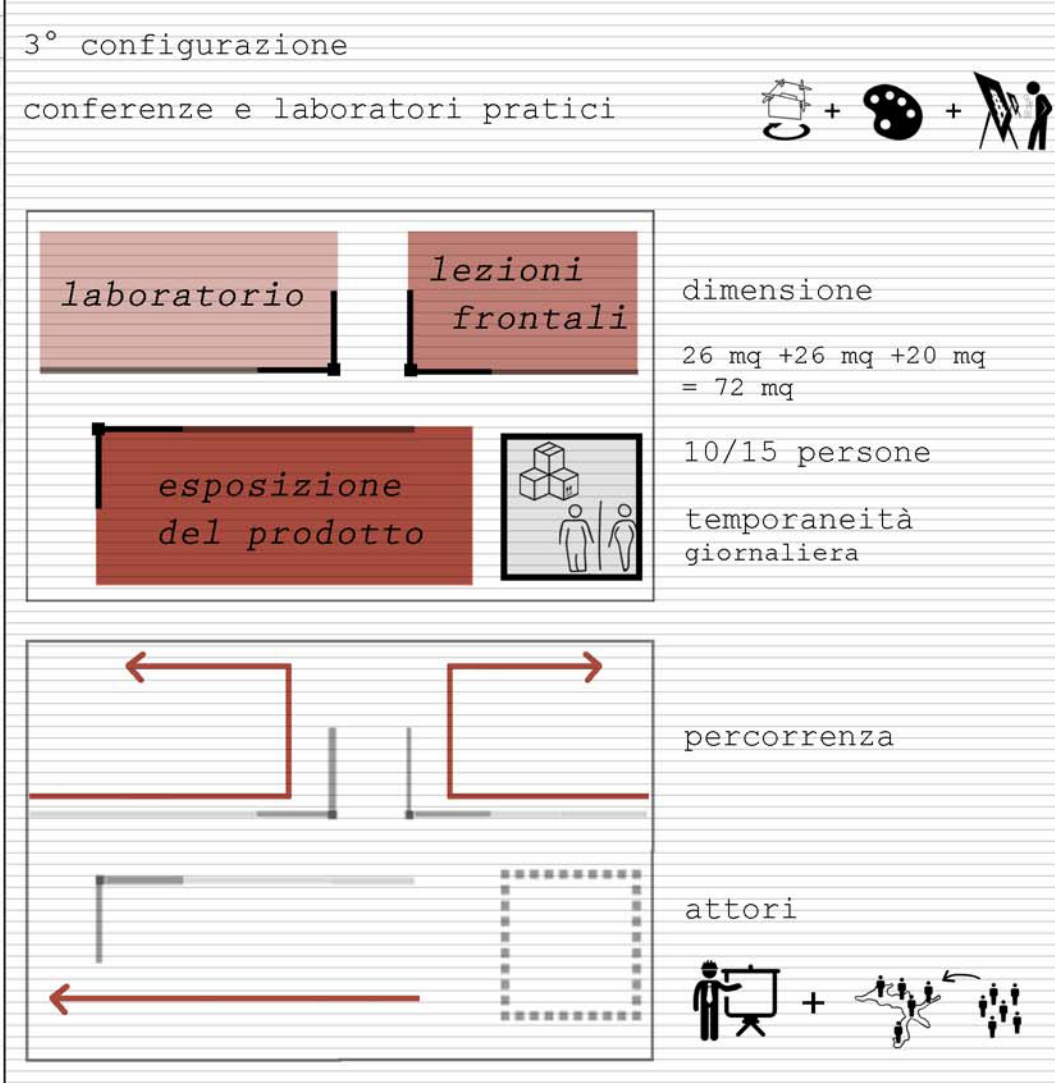 3° configurazione
conferenze e laboratori pratici
+ +
laboratorio
lezioni
frontali
esposizione
del prodotto
dimensione
26 mq +26 mq +20 mq
= 72 mq
10/15 persone
temporaneità
giornaliera
percorrenza
attori
+